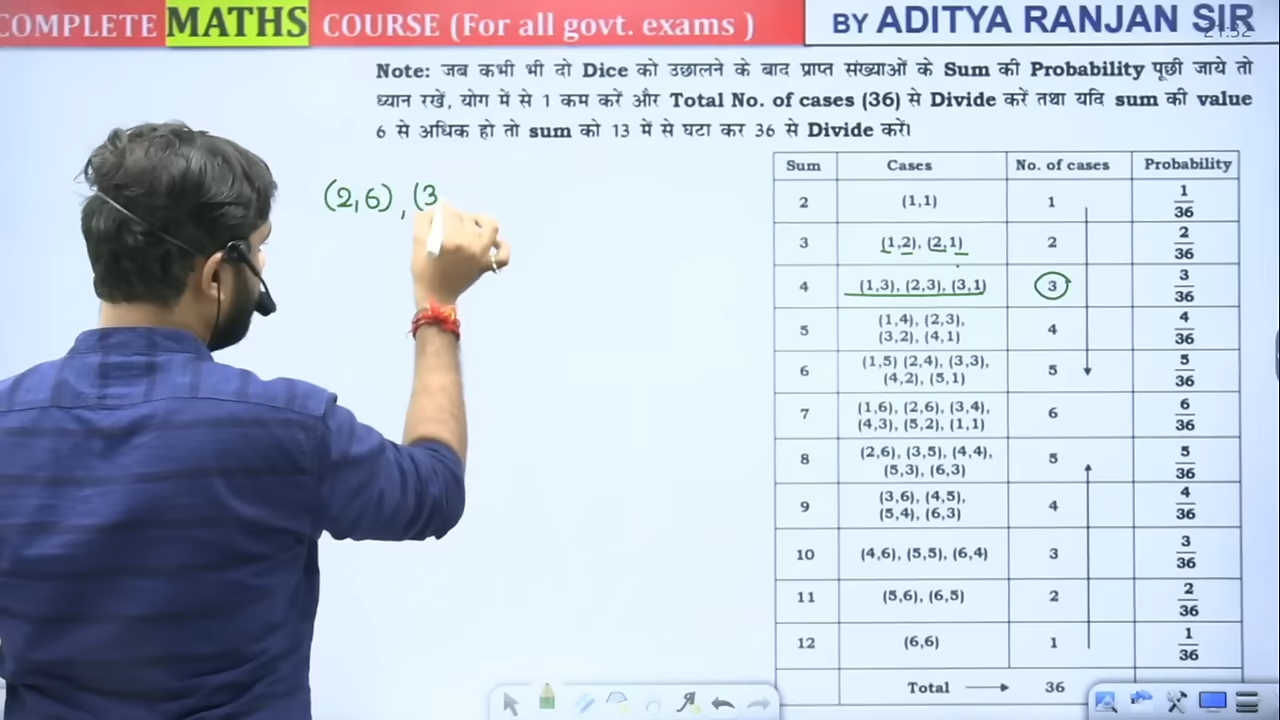 COMPLETE MATHS COURSE (For all govt. exams )
BY ADITYA RANJAN SIR
21:52
Note: जब कभी भी दो Dice को उछालने के बाद प्राप्त संख्याओं के Sum की Probability पूछी जाये तो
ध्यान रखें, योग में से 1 कम करें और Total No. of cases (36) से Divide करें तथा यदि sum की value
6 से अधिक हो तो sum को 13 में से घटा कर 36 से Divide करें।
(2,6) , (3
Sum Cases No. of cases Probability
2 (1,1) 1 1/36
3 (1,2), (2,1) 2 2/36
4 (1,3), (2,3), (3,1) 3 3/36
5 (1,4), (2,3), 4 4/36
(3,2), (4,1)
6 (1,5) (2,4), (3,3), 5 5/36
(4,2), (5,1)
7 (1,6), (2,6), (3,4), 6 6/36
(4,3), (5,2), (1,1)
8 (2,6), (3,5), (4,4), 5 5/36
(5,3), (6,3)
9 (3,6), (4,5), 4 4/36
(5,4), (6,3)
10 (4,6), (5,5), (6,4) 3 3/36
11 (5,6), (6,5) 2 2/36
12 (6,6) 1 1/36
Total → 36